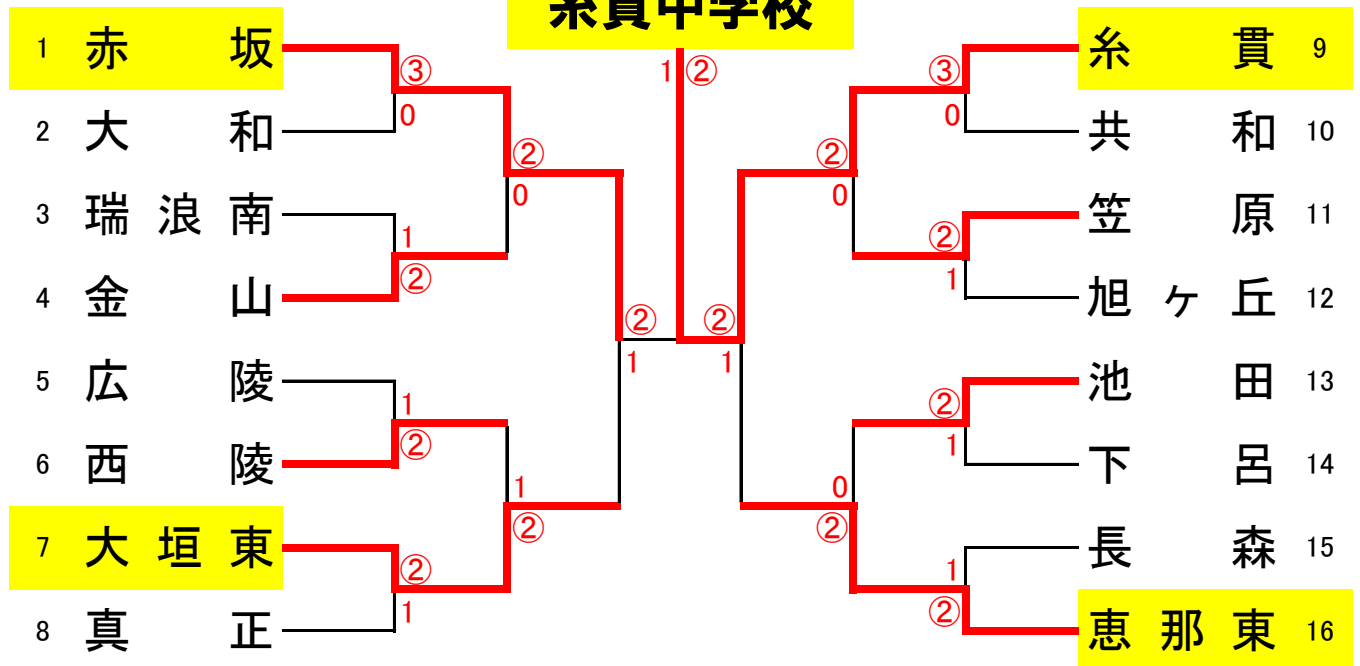 糸貫中学校
1 赤坂
2 大和
3 瑞浪南
4 金山
5 広陵
6 西陵
7 大垣東
8 真正
③
0
1
②
1
②
②
1
②
0
1
②
②
1
1 ②
②
1
②
0
0
②
③
0
②
1
②
1
1
②
糸貫 9
共和 10
笠原 11
旭ヶ丘 12
池田 13
下呂 14
長森 15
恵那東 16